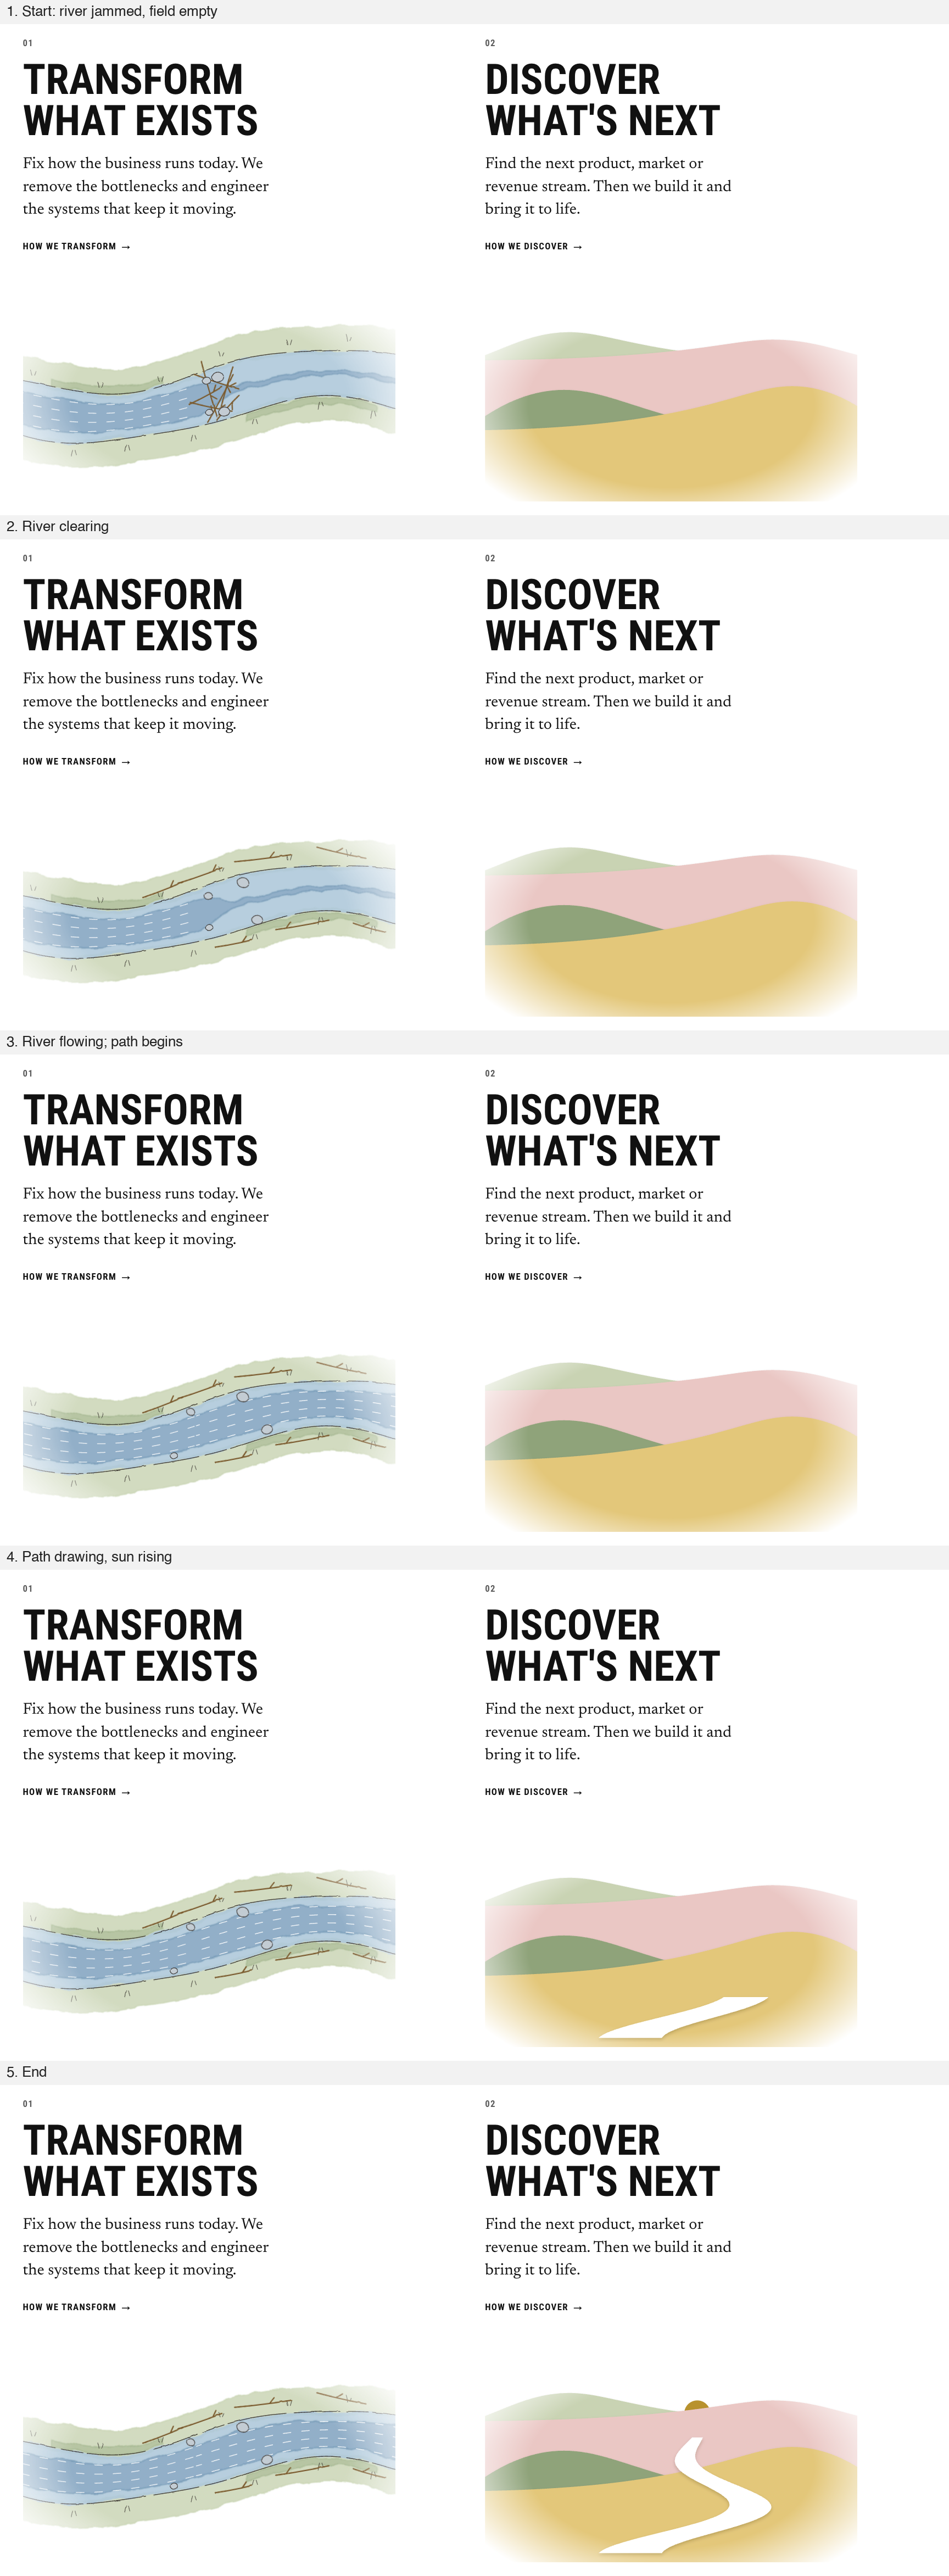 1. Start: river jammed, field empty
01
TRANSFORM
WHAT EXISTS
Fix how the business runs today. We
remove the bottlenecks and engineer
the systems that keep it moving.
HOW WE TRANSFORM →
02
DISCOVER
WHAT'S NEXT
Find the next product, market or
revenue stream. Then we build it and
bring it to life.
HOW WE DISCOVER →
2. River clearing
01
TRANSFORM
WHAT EXISTS
Fix how the business runs today. We
remove the bottlenecks and engineer
the systems that keep it moving.
HOW WE TRANSFORM →
02
DISCOVER
WHAT'S NEXT
Find the next product, market or
revenue stream. Then we build it and
bring it to life.
HOW WE DISCOVER →
3. River flowing; path begins
01
TRANSFORM
WHAT EXISTS
Fix how the business runs today. We
remove the bottlenecks and engineer
the systems that keep it moving.
HOW WE TRANSFORM →
02
DISCOVER
WHAT'S NEXT
Find the next product, market or
revenue stream. Then we build it and
bring it to life.
HOW WE DISCOVER →
4. Path drawing, sun rising
01
TRANSFORM
WHAT EXISTS
Fix how the business runs today. We
remove the bottlenecks and engineer
the systems that keep it moving.
HOW WE TRANSFORM →
02
DISCOVER
WHAT'S NEXT
Find the next product, market or
revenue stream. Then we build it and
bring it to life.
HOW WE DISCOVER →
5. End
01
TRANSFORM
WHAT EXISTS
Fix how the business runs today. We
remove the bottlenecks and engineer
the systems that keep it moving.
HOW WE TRANSFORM →
02
DISCOVER
WHAT'S NEXT
Find the next product, market or
revenue stream. Then we build it and
bring it to life.
HOW WE DISCOVER →